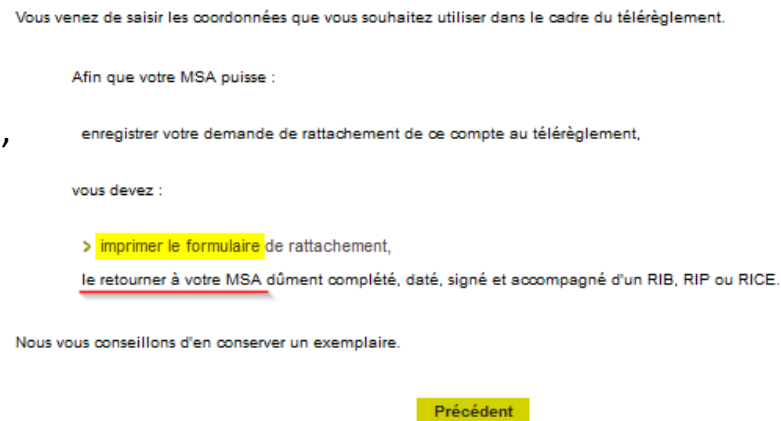 Vous venez de saisir les coordonnées que vous souhaitez utiliser dans le cadre du télérèglement.
Afin que votre MSA puisse :
, enregistrer votre demande de rattachement de ce compte au télérèglement,
vous devez :
> imprimer le formulaire de rattachement,
le retourner à votre MSA dûment complété, daté, signé et accompagné d'un RIB, RIP ou RICE.
Nous vous conseillons d'en conserver un exemplaire.
Précédent